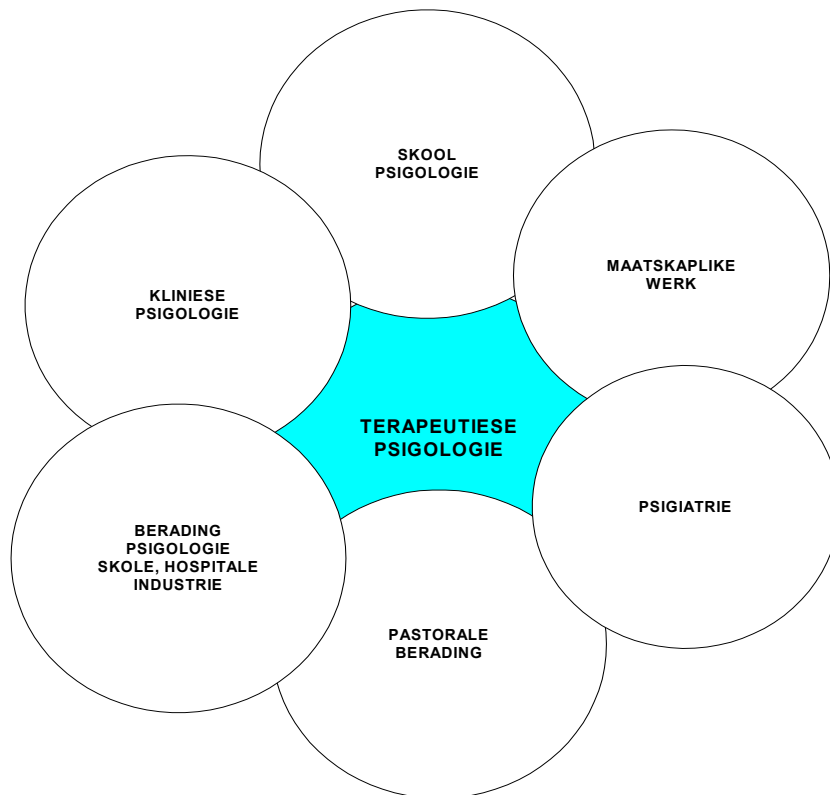 SKOOL
PSIGOLOGIE
MAATSKAPLIKE
WERK
KLINIESE
PSIGOLOGIE
TERAPEUTIESE
PSIGOLOGIE
PSIGIATRIE
BERADING
PSIGOLOGIE
SKOLE, HOSPITALE
INDUSTRIE
PASTORALE
BERADING